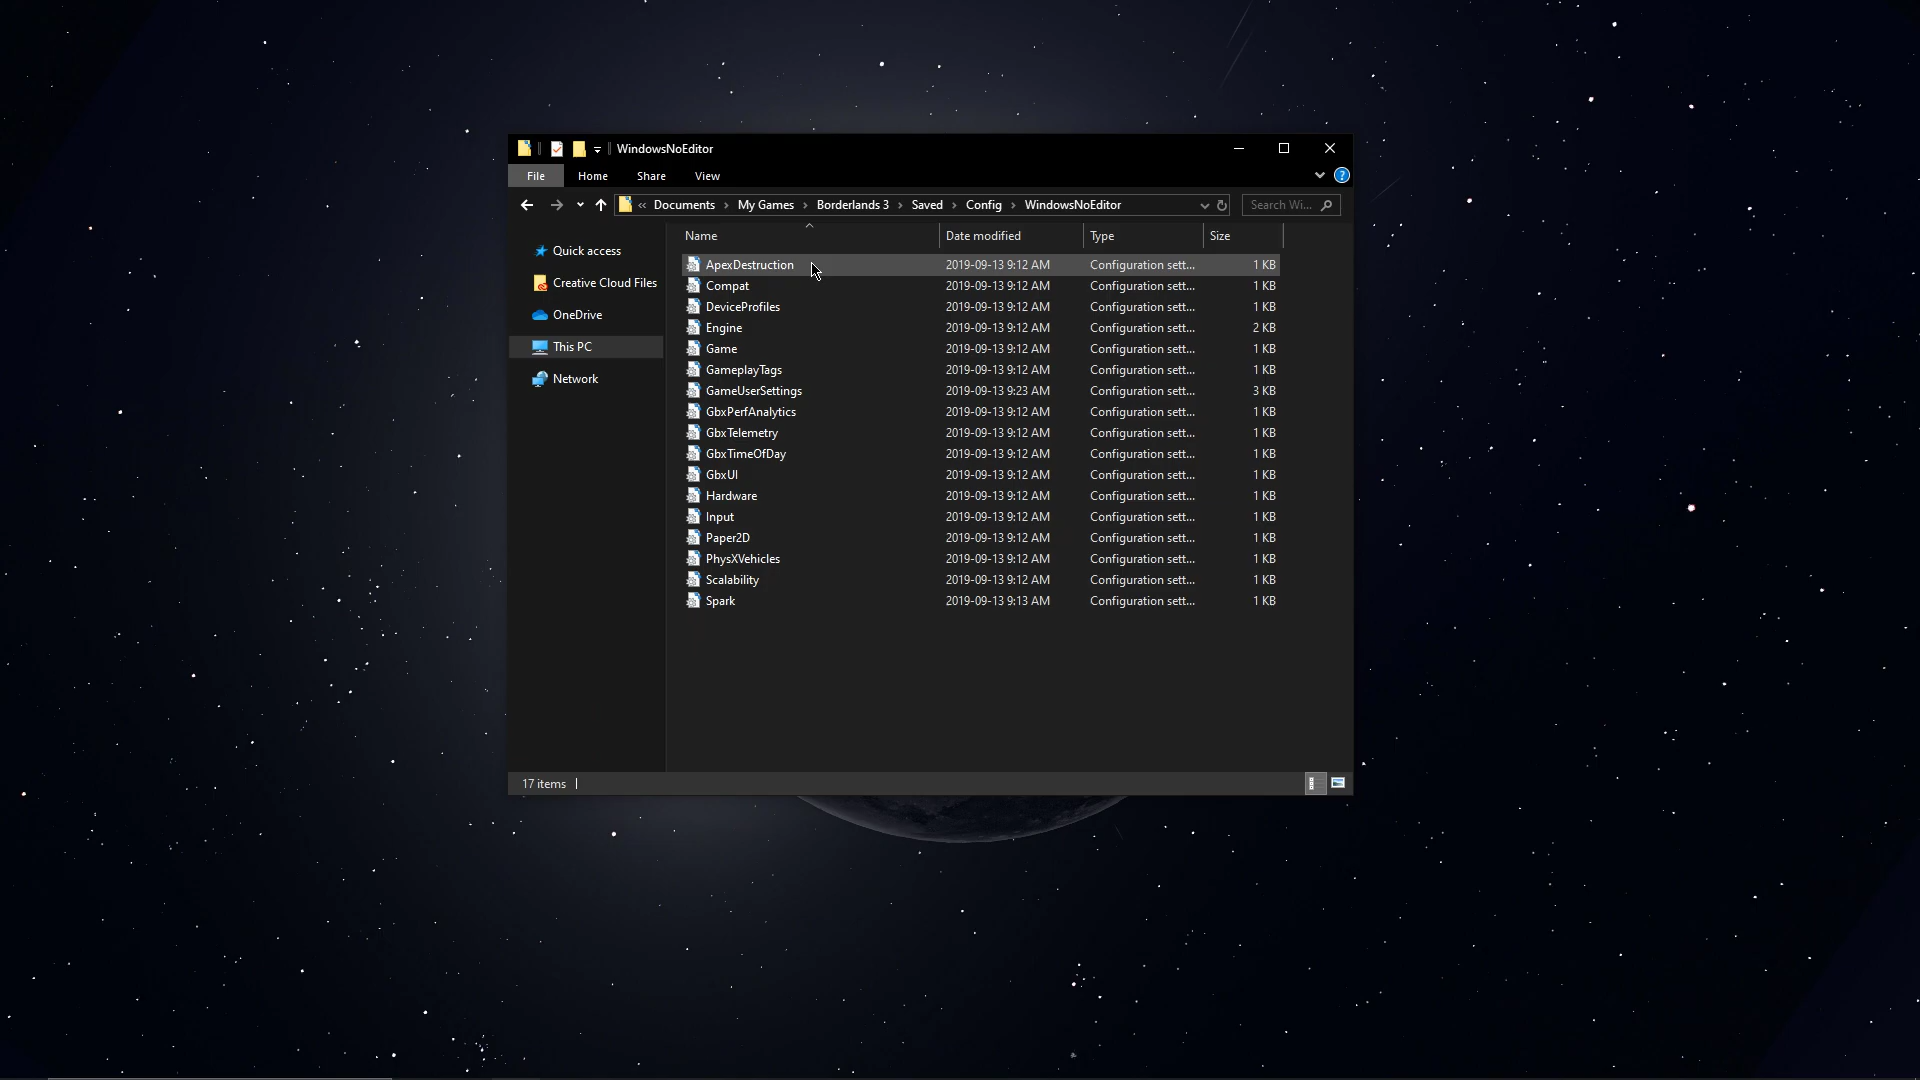 WindowsNoEditor
File Home Share View
« Documents › My Games › Borderlands 3 › Saved › Config › WindowsNoEditor Search Wi...
Name Date modified Type Size
Quick access
Creative Cloud Files
OneDrive
This PC
Network
ApexDestruction 2019-09-13 9:12 AM Configuration sett... 1 KB
Compat 2019-09-13 9:12 AM Configuration sett... 1 KB
DeviceProfiles 2019-09-13 9:12 AM Configuration sett... 1 KB
Engine 2019-09-13 9:12 AM Configuration sett... 2 KB
Game 2019-09-13 9:12 AM Configuration sett... 1 KB
GameplayTags 2019-09-13 9:12 AM Configuration sett... 1 KB
GameUserSettings 2019-09-13 9:23 AM Configuration sett... 3 KB
GbxPerfAnalytics 2019-09-13 9:12 AM Configuration sett... 1 KB
GbxTelemetry 2019-09-13 9:12 AM Configuration sett... 1 KB
GbxTimeOfDay 2019-09-13 9:12 AM Configuration sett... 1 KB
GbxUI 2019-09-13 9:12 AM Configuration sett... 1 KB
Hardware 2019-09-13 9:12 AM Configuration sett... 1 KB
Input 2019-09-13 9:12 AM Configuration sett... 1 KB
Paper2D 2019-09-13 9:12 AM Configuration sett... 1 KB
PhysXVehicles 2019-09-13 9:12 AM Configuration sett... 1 KB
Scalability 2019-09-13 9:12 AM Configuration sett... 1 KB
Spark 2019-09-13 9:13 AM Configuration sett... 1 KB
17 items